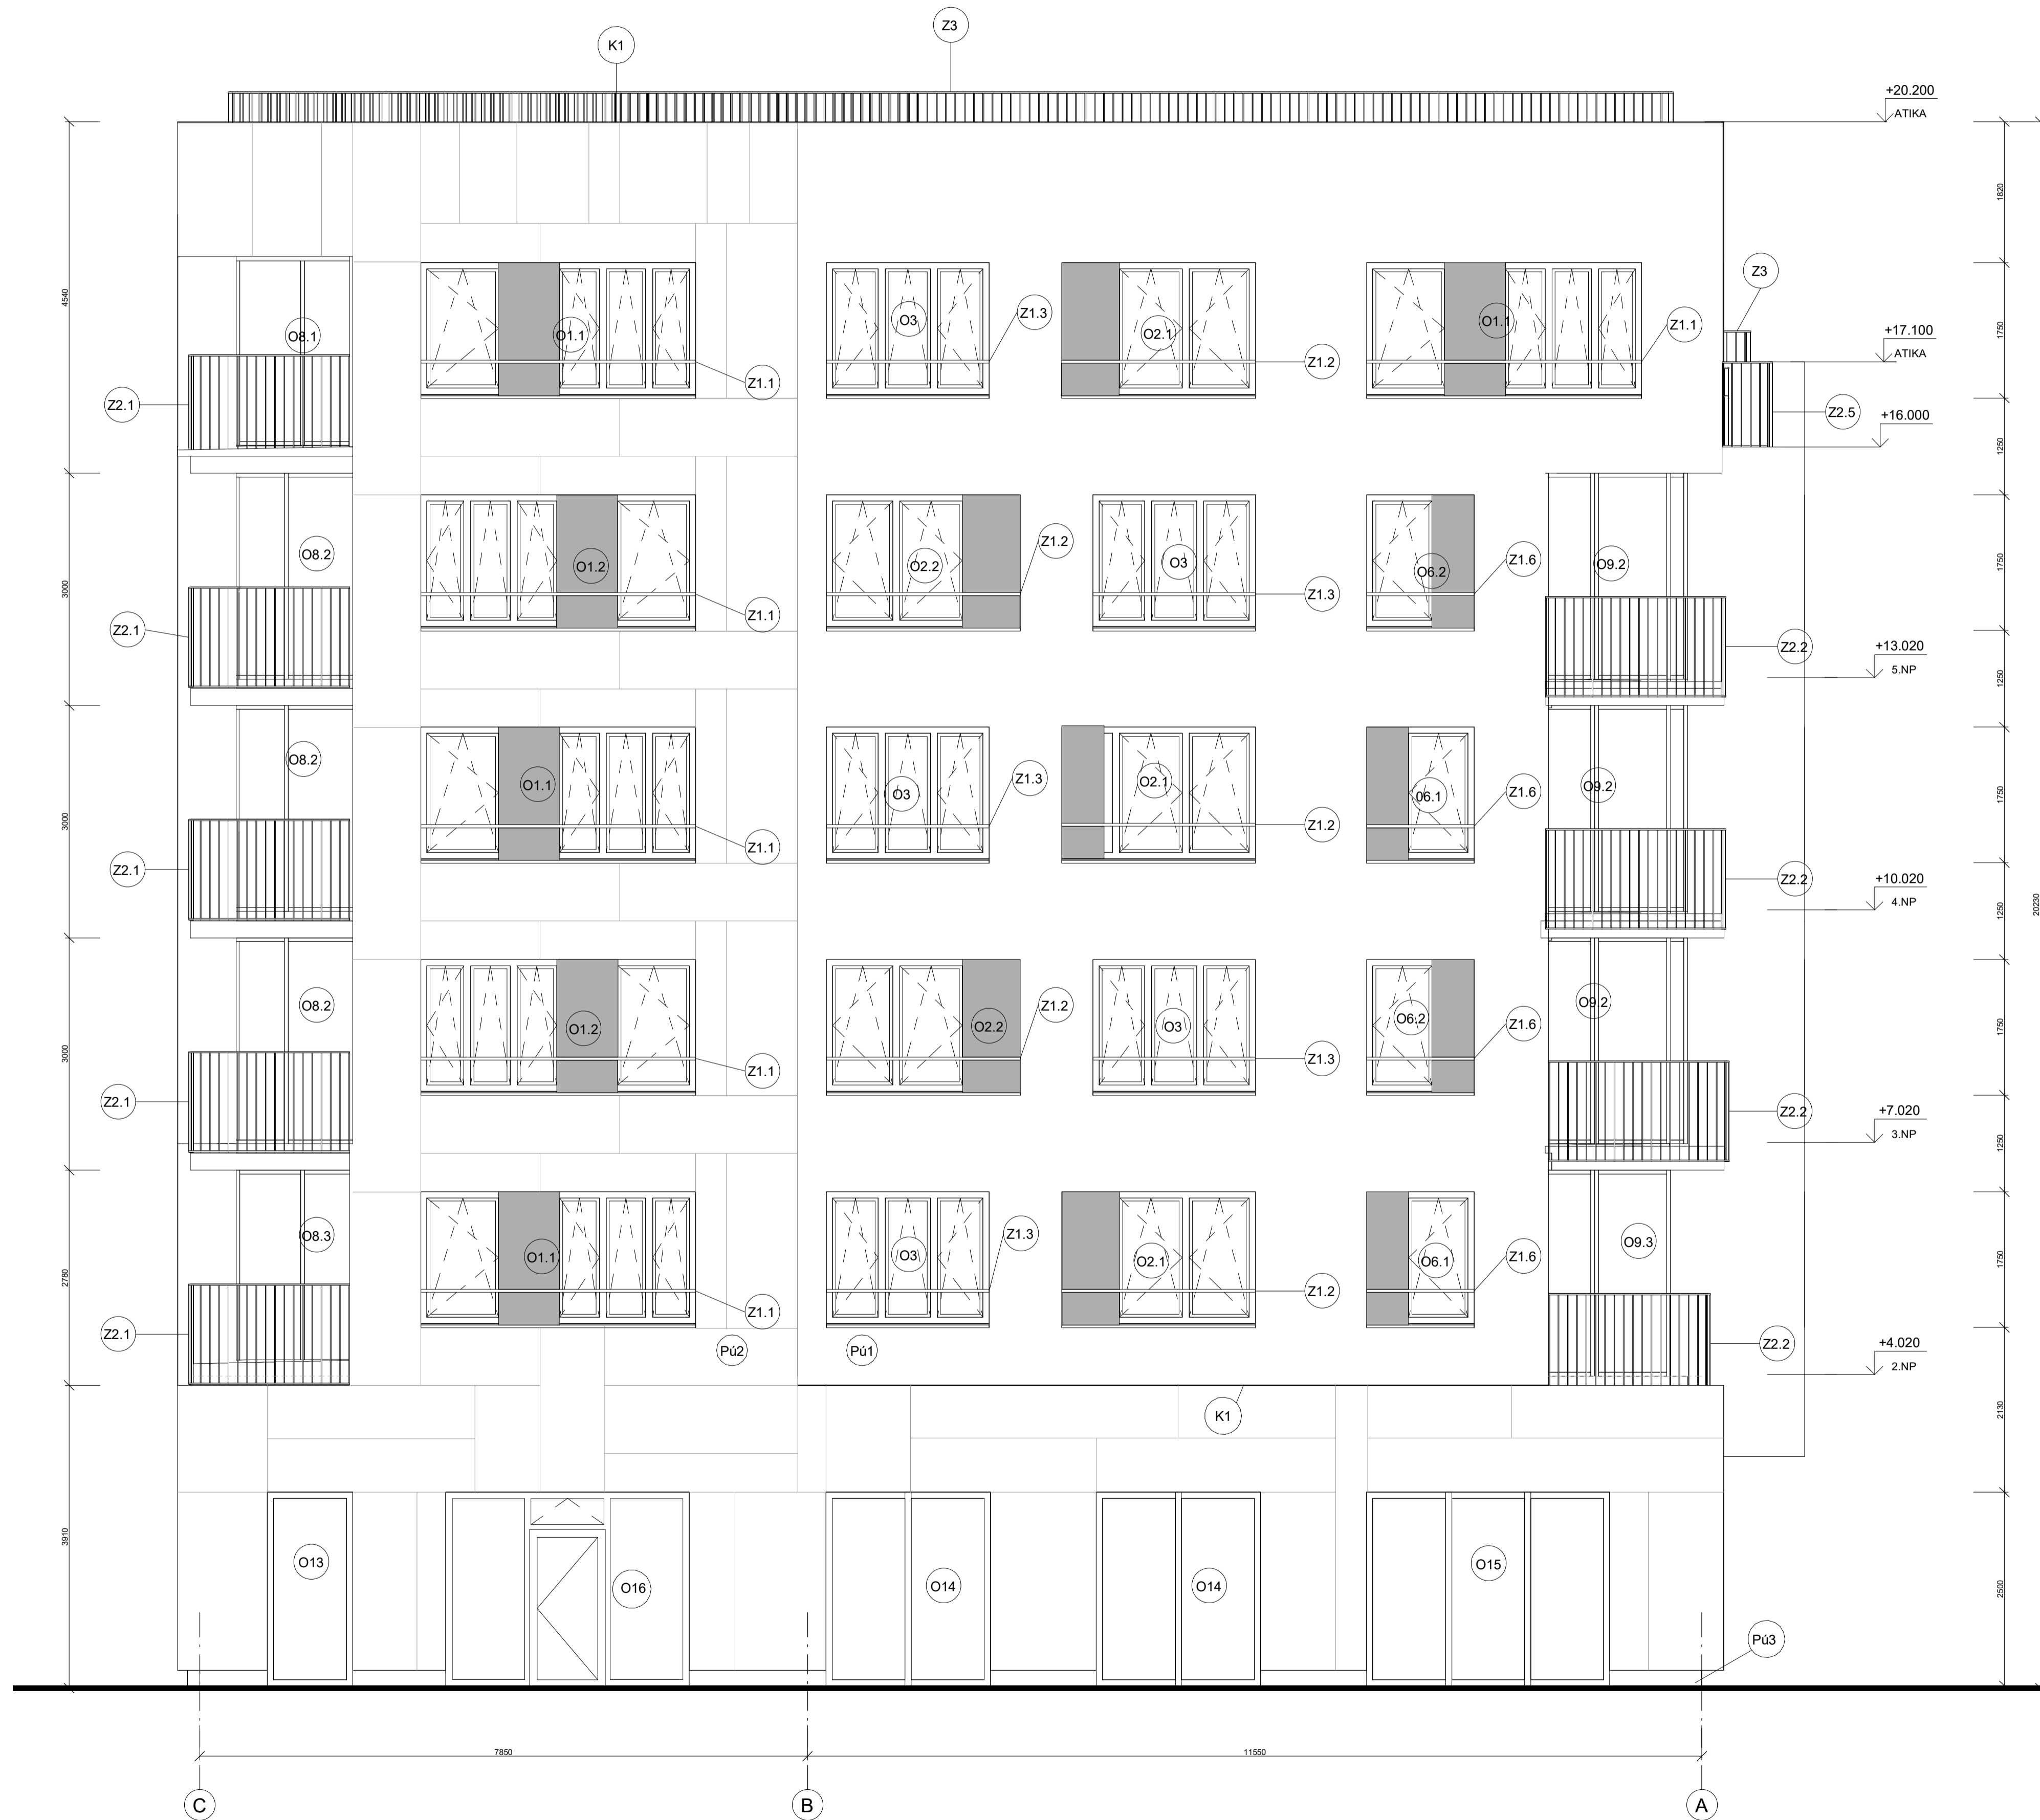 Z3
K1
+20.200
ATIKA
1820
4540
Z3
O8.1
O1.1
O3
Z1.3
O2.1
O1.1
Z1.1
1750
+17.100
ATIKA
Z2.1
Z1.1
Z1.2
Z2.5
+16.000
1250
O8.2
O1.2
O2.2
Z1.2
O3
O6.2
Z1.6
O9.2
1750
3000
Z2.1
Z1.1
Z1.3
Z2.2
+13.020
5.NP
1250
O8.2
O1.1
O3
Z1.3
O2.1
06.1
Z1.6
O9.2
1750
3000
Z2.1
Z1.1
Z1.2
Z2.2
+10.020
4.NP
1250
20230
O8.2
O1.2
O2.2
Z1.2
O3
O6.2
Z1.6
O9.2
1750
3000
Z2.1
Z1.1
Z1.3
Z2.2
+7.020
3.NP
1250
O8.3
O1.1
O3
Z1.3
O2.1
O6.1
Z1.6
O9.3
1750
2780
Z2.1
Z1.1
Z1.2
Z2.2
+4.020
2.NP
Pú2
Pú1
K1
2130
3910
O13
O16
O14
O14
O15
2500
Pú3
7850
11550
C
B
A